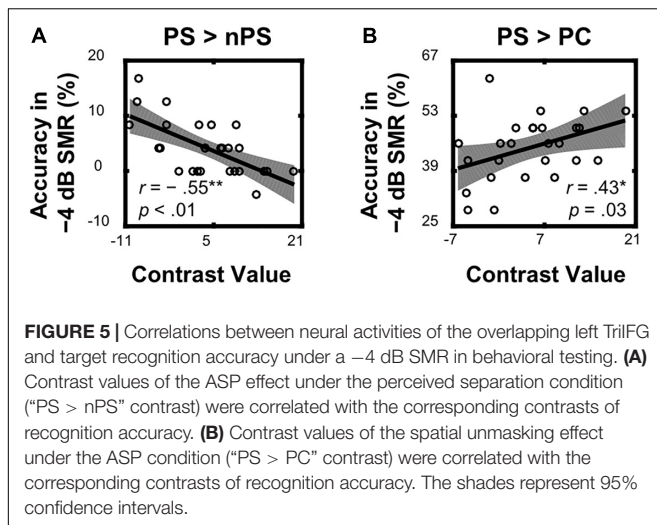 A PS > nPS
Accuracy in
−4 dB SMR (%)
20
10
0
-10
r = − .55**
p < .01
-11 5 21
Contrast Value
B PS > PC
Accuracy in
−4 dB SMR (%)
67
53
39
25
r = .43*
p = .03
-7 7 21
Contrast Value
FIGURE 5 | Correlations between neural activities of the overlapping left TriIFG
and target recognition accuracy under a −4 dB SMR in behavioral testing. (A)
Contrast values of the ASP effect under the perceived separation condition
(“PS > nPS” contrast) were correlated with the corresponding contrasts of
recognition accuracy. (B) Contrast values of the spatial unmasking effect
under the ASP condition (“PS > PC” contrast) were correlated with the
corresponding contrasts of recognition accuracy. The shades represent 95%
confidence intervals.